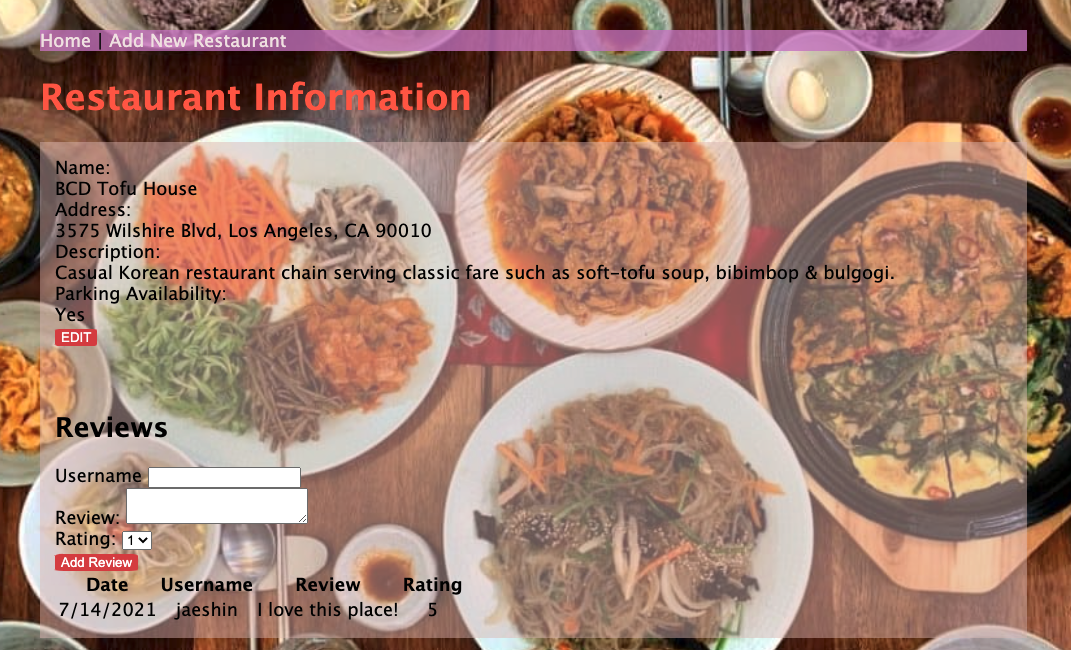 Home | Add New Restaurant
Restaurant Information
Name:
BCD Tofu House
Address:
3575 Wilshire Blvd, Los Angeles, CA 90010
Description:
Casual Korean restaurant chain serving classic fare such as soft-tofu soup, bibimbop & bulgogi.
Parking Availability:
Yes
EDIT
Reviews
Username
Review:
Rating: 1
Add Review
Date Username Review Rating
7/14/2021 jaeshin I love this place! 5